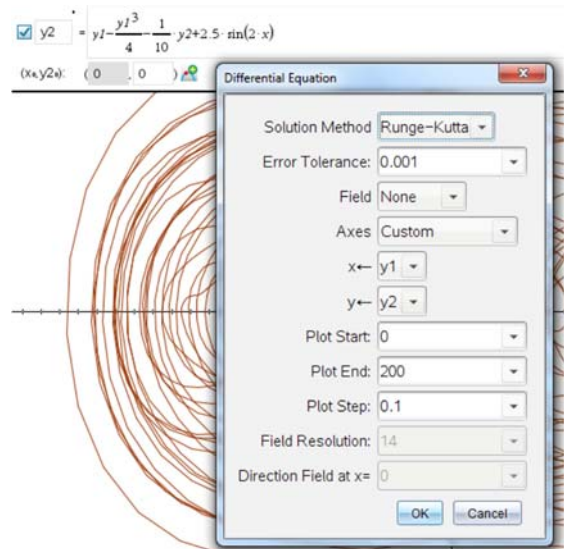 y2' = y1-y1³/4-1/10·y2+2.5·sin(2·x)
(x₀,y2₀): (0 , 0 )
Differential Equation
Solution Method Runge-Kutta
Error Tolerance: 0.001
Field None
Axes Custom
x← y1
y← y2
Plot Start: 0
Plot End: 200
Plot Step: 0.1
Field Resolution: 14
Direction Field at x= 0
OK Cancel